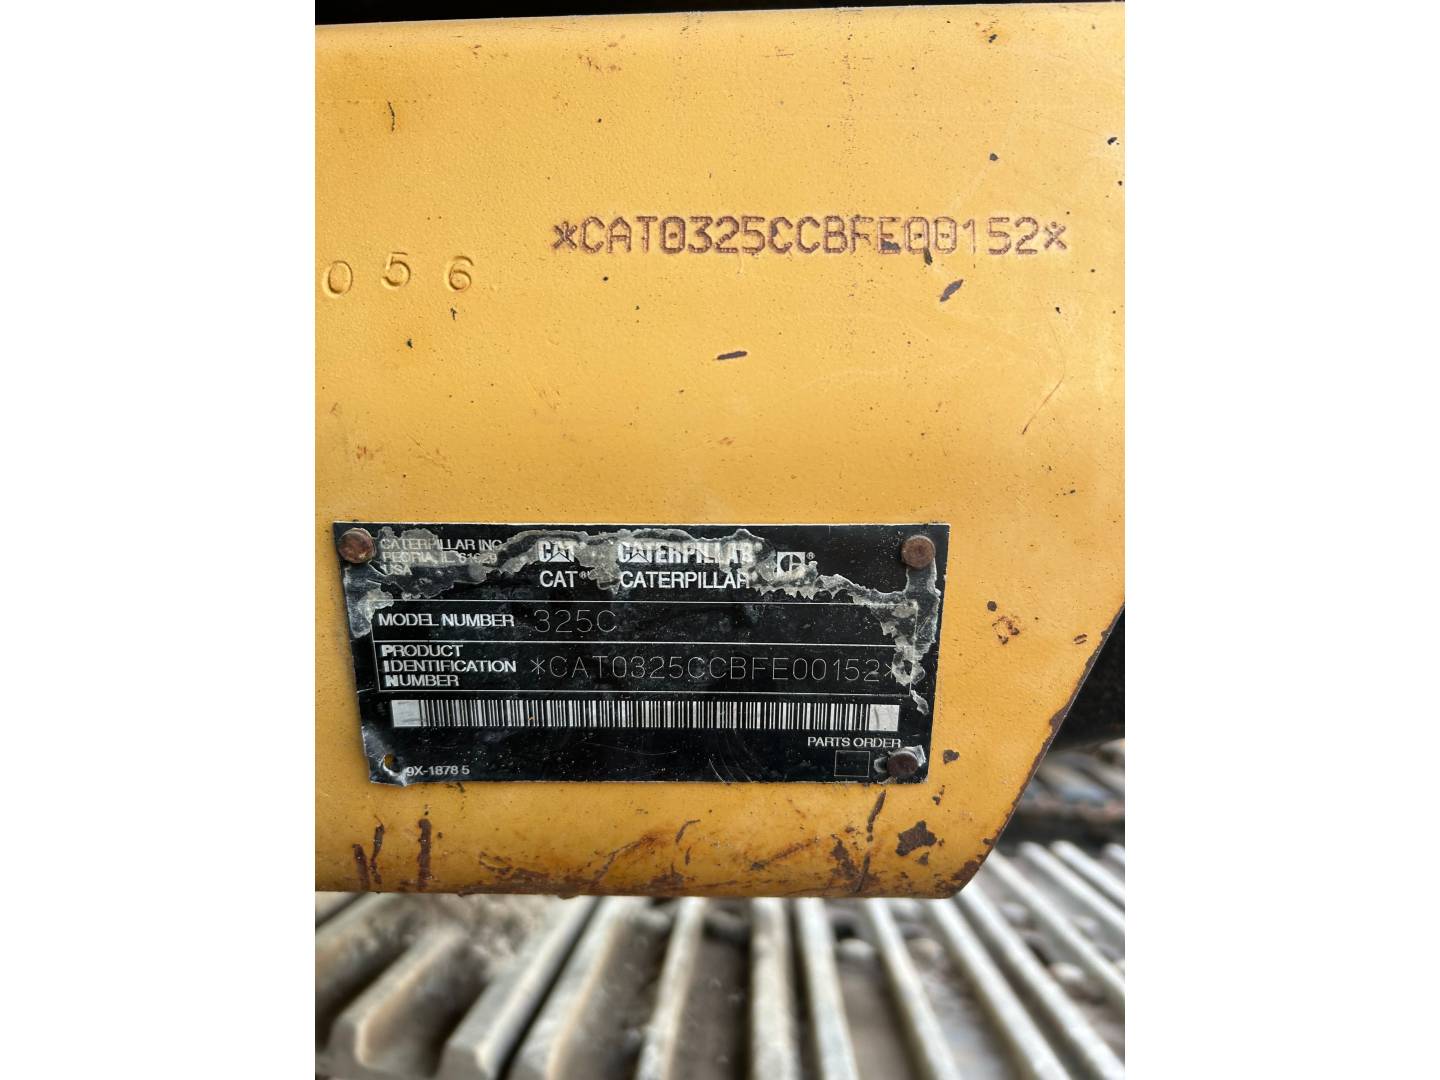 *CAT0325CCBFE00152*
056
CATERPILLAR INC.
PEORIA, IL 61629
USA
CAT® CATERPILLAR®
CAT® CATERPILLAR®
MODEL NUMBER 325C
PRODUCT
IDENTIFICATION *CAT0325CCBFE00152*
NUMBER
PARTS ORDER
9X-1878 5